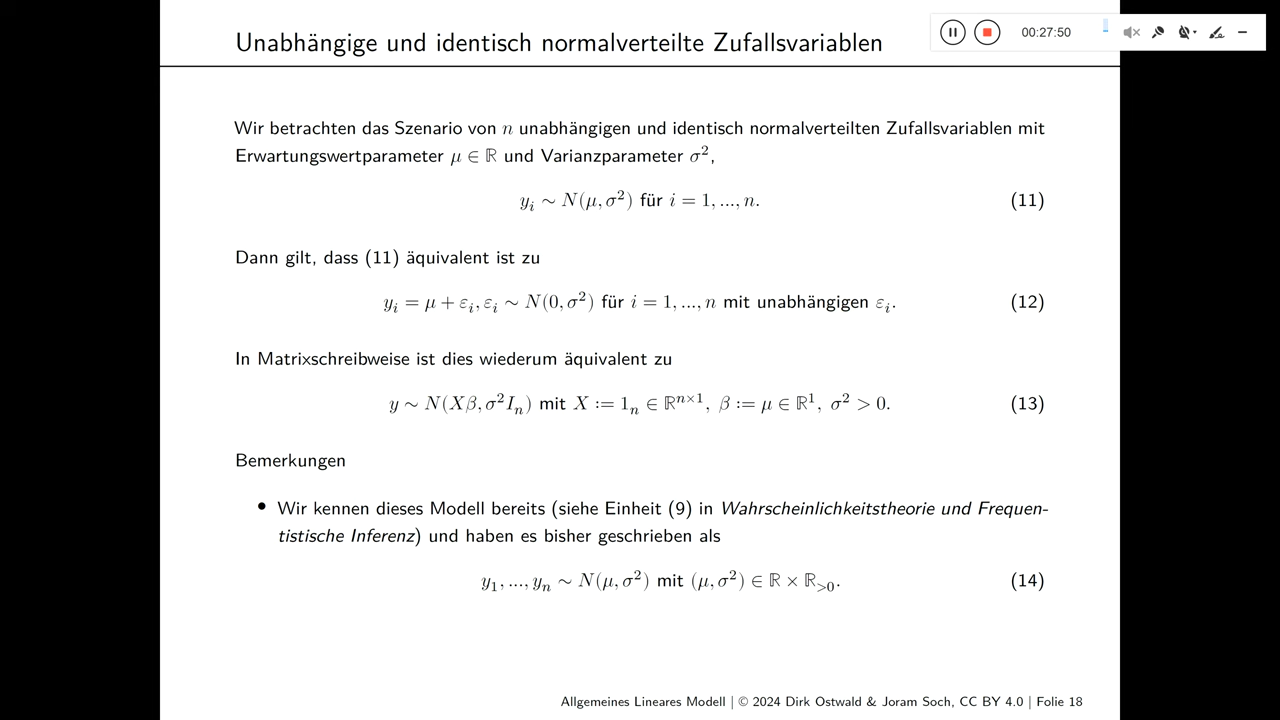 Unabhängige und identisch normalverteilte Zufallsvariablen
00:27:50
Wir betrachten das Szenario von n unabhängigen und identisch normalverteilten Zufallsvariablen mit
Erwartungswertparameter μ ∈ ℝ und Varianzparameter σ²,
yᵢ ∼ N(μ, σ²) für i = 1, ..., n. (11)
Dann gilt, dass (11) äquivalent ist zu
yᵢ = μ + εᵢ, εᵢ ∼ N(0, σ²) für i = 1, ..., n mit unabhängigen εᵢ. (12)
In Matrixschreibweise ist dies wiederum äquivalent zu
y ∼ N(Xβ, σ²Iₙ) mit X := 1ₙ ∈ ℝⁿˣ¹, β := μ ∈ ℝ¹, σ² > 0. (13)
Bemerkungen
• Wir kennen dieses Modell bereits (siehe Einheit (9) in Wahrscheinlichkeitstheorie und Frequen-
tistische Inferenz) und haben es bisher geschrieben als
y₁, ..., yₙ ∼ N(μ, σ²) mit (μ, σ²) ∈ ℝ × ℝ_{>0}. (14)
Allgemeines Lineares Modell | © 2024 Dirk Ostwald & Joram Soch, CC BY 4.0 | Folie 18